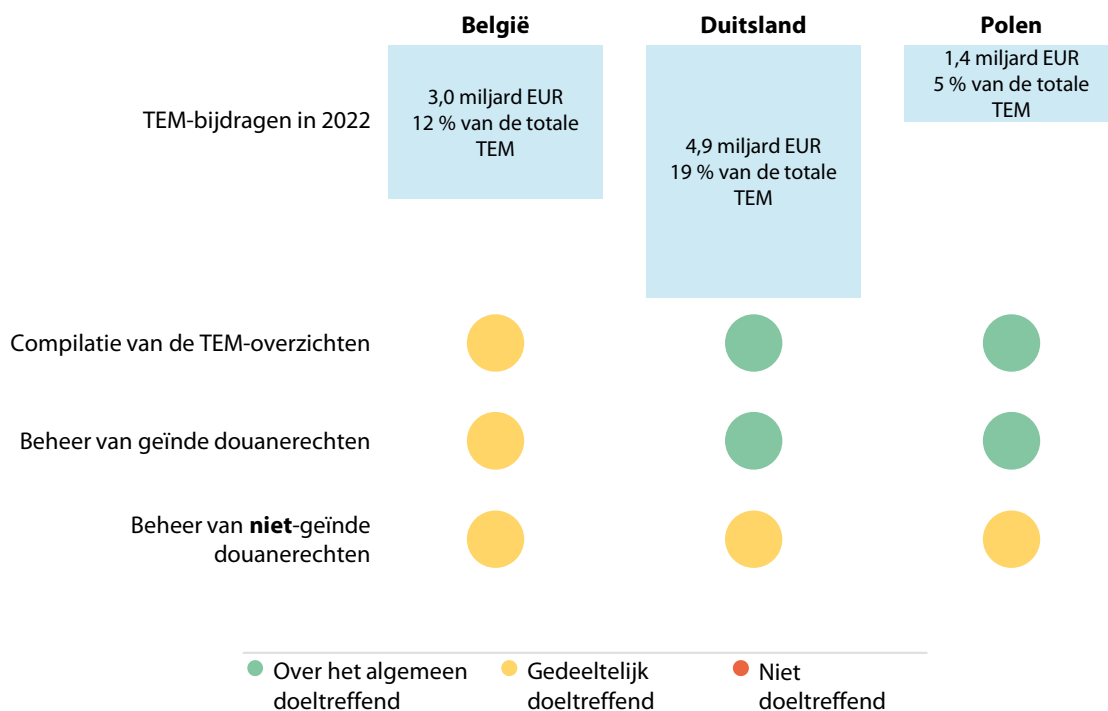 België
Duitsland
Polen
TEM-bijdragen in 2022
3,0 miljard EUR
12 % van de totale
TEM
4,9 miljard EUR
19 % van de totale
TEM
1,4 miljard EUR
5 % van de totale
TEM
Compilatie van de TEM-overzichten
Beheer van geïnde douanerechten
Beheer van niet-geïnde
douanerechten
Over het algemeen
doeltreffend
Gedeeltelijk
doeltreffend
Niet
doeltreffend